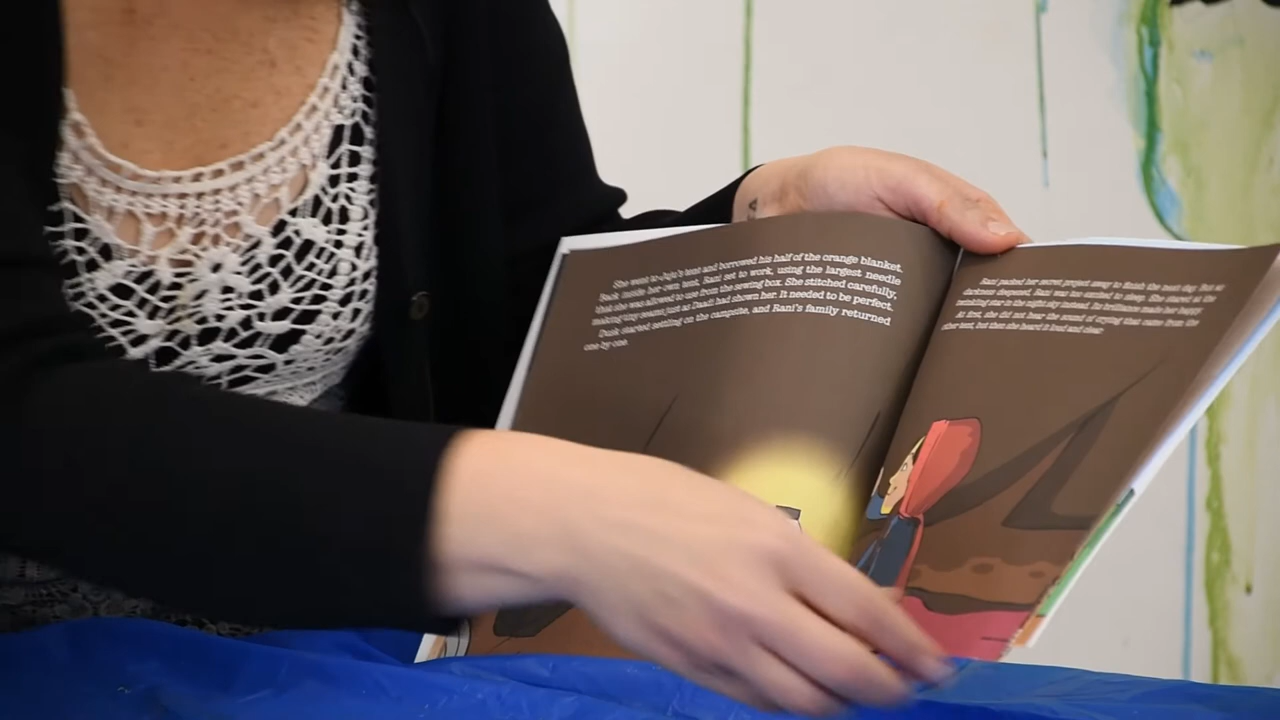 She went to Juju's tent and borrowed his half of the orange blanket.
Back inside her own tent, Rani set to work, using the largest needle
that she was allowed to use from the sewing box. She stitched carefully,
making tiny seams just as Daadi had shown her. It needed to be perfect.
Dusk started settling on the campsite, and Rani's family returned
one by one.
Rani packed her secret project away to finish the next day. But as
darkness deepened, Rani was too excited to sleep. She stared at the
twinkling star in the night sky and its brilliance made her happy.
At first, she did not hear the sound of crying that came from the
other tent, but then she heard it loud and clear.